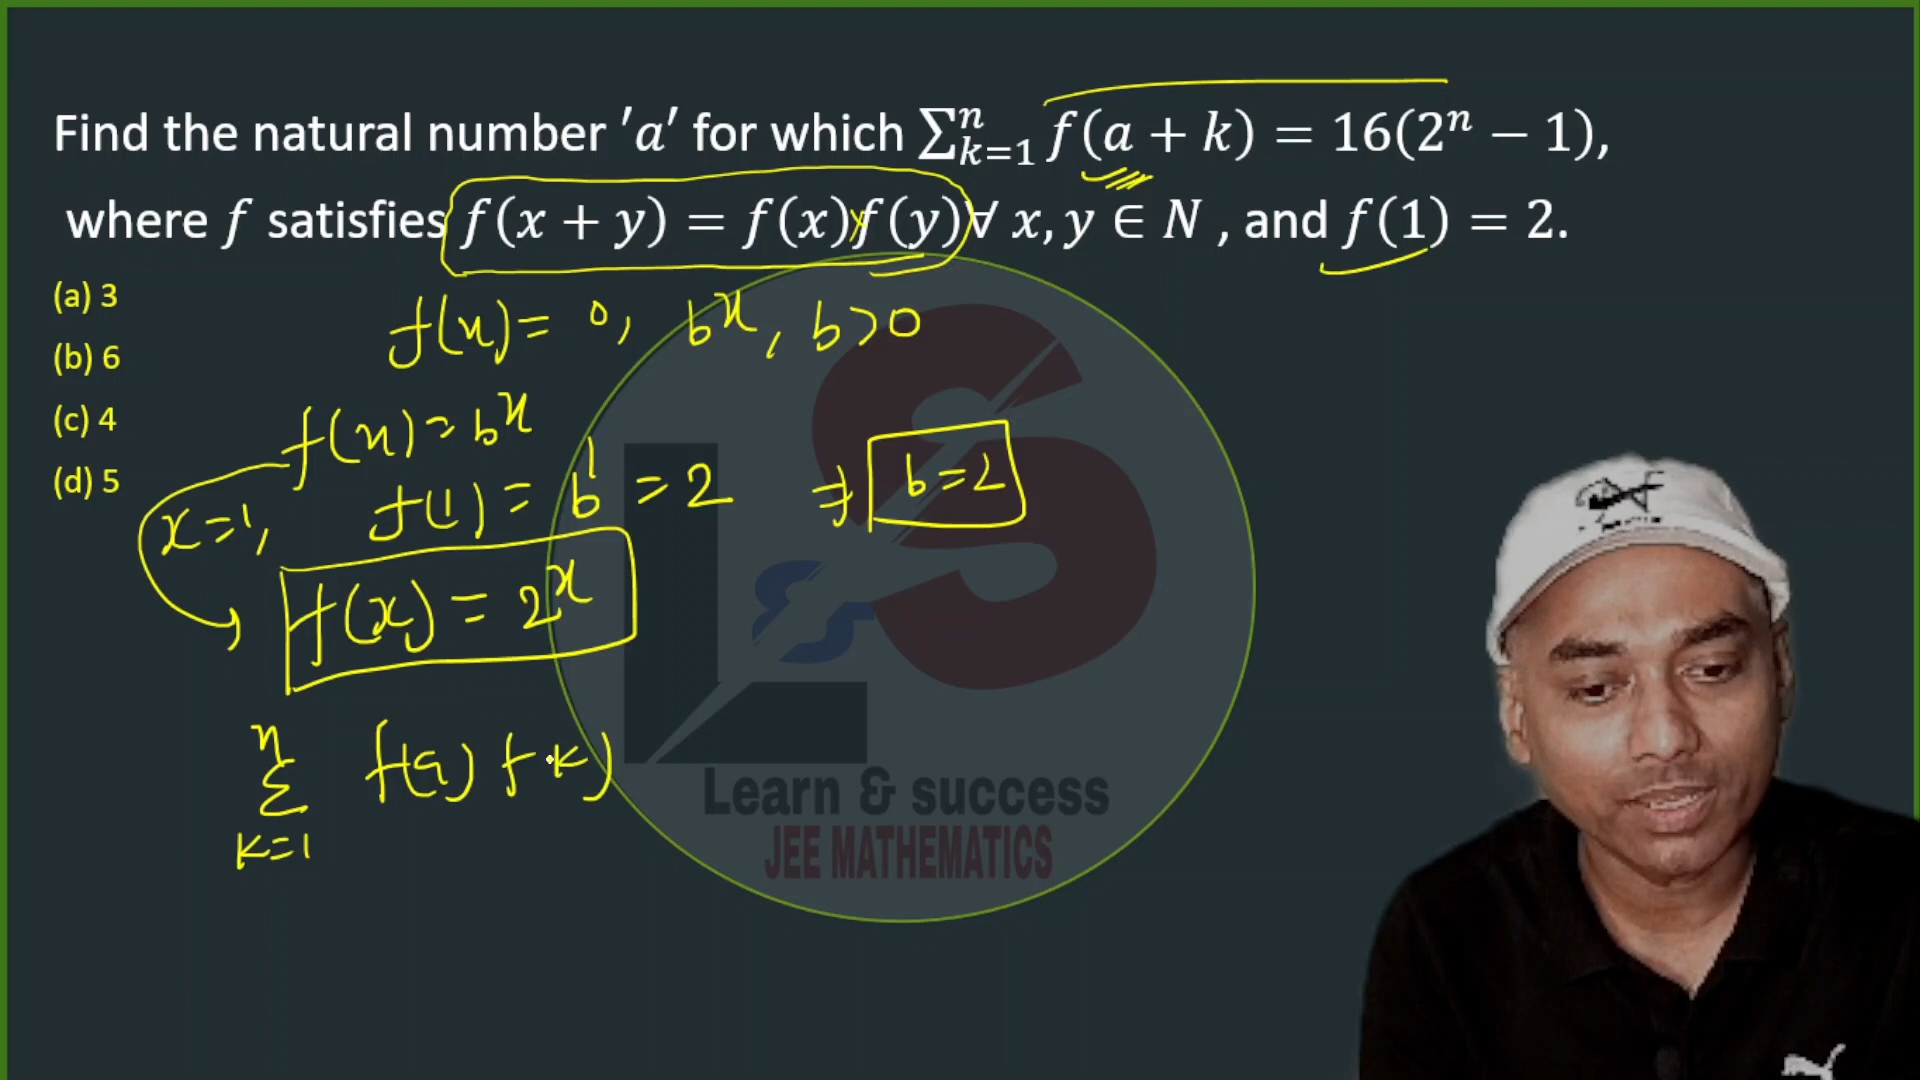 Find the natural number ′a′ for which ∑ₖ₌₁ⁿ f(a + k) = 16(2ⁿ − 1),
where f satisfies f(x + y) = f(x)f(y)∀ x, y ∈ N , and f(1) = 2.
(a) 3
(b) 6
(c) 4
(d) 5
f(x) = 0, bˣ, b>0
f(x) = bˣ
x=1, f(1) = b¹ = 2 ⇒ b=2
f(x) = 2ˣ
n
Σ f(a) f k)
k=1
L&S
Learn & success
JEE MATHEMATICS